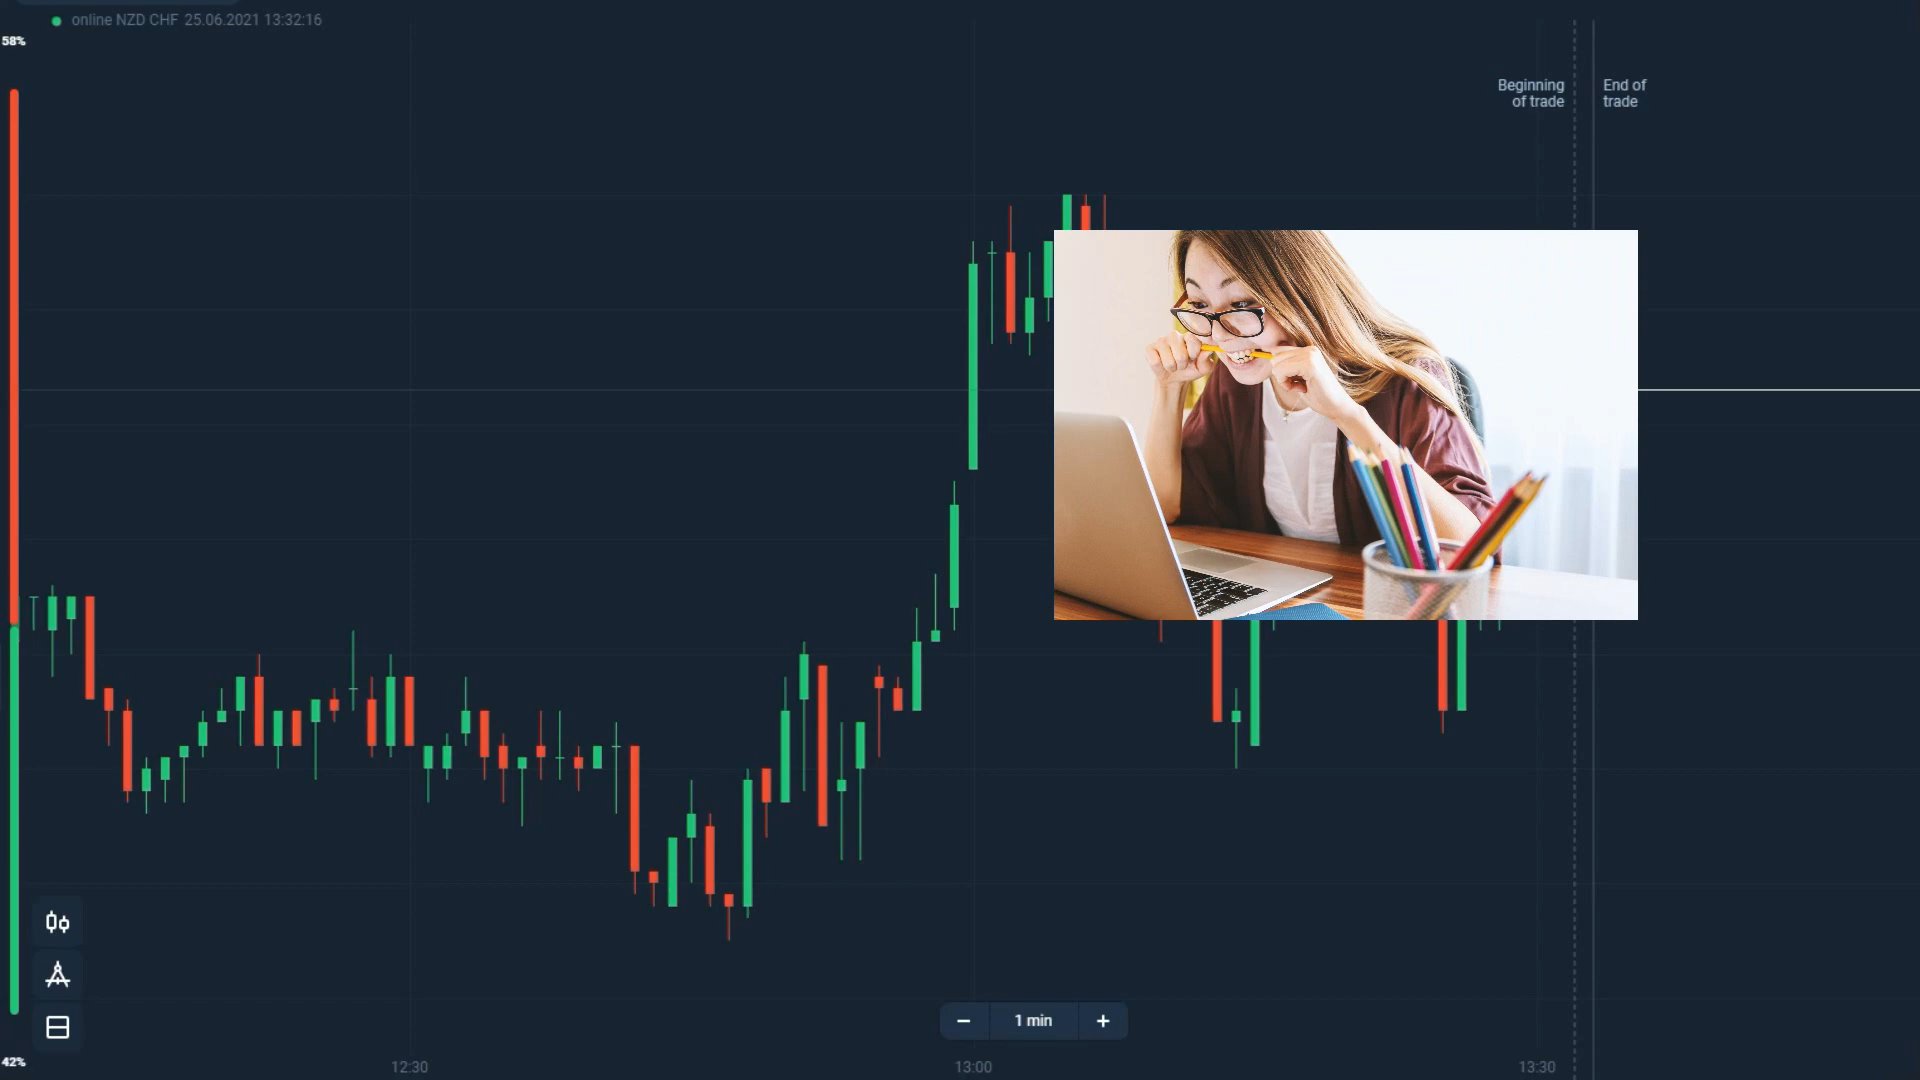 online NZD CHF 25.06.2021 13:32:16
58%
Beginning
of trade
End of
trade
1 min
42%
12:30
13:00
13:30